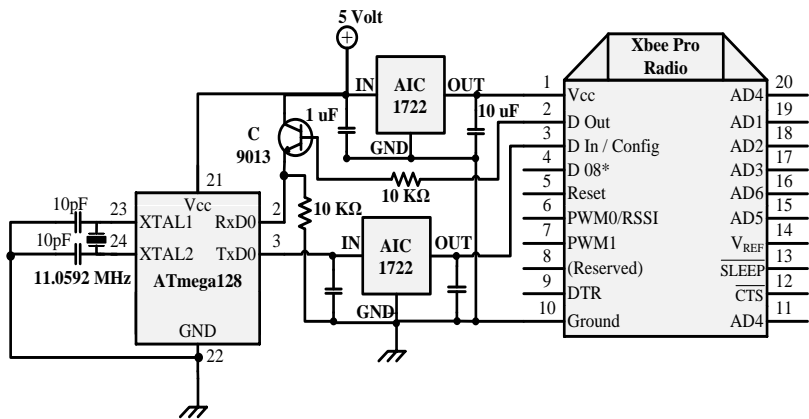 5 Volt
Xbee Pro
Radio
IN
AIC
1722
OUT
GND
1 uF
10 uF
C
9013
10 KΩ
10 KΩ
IN
AIC
1722
OUT
GND
21
Vcc
10pF
23
XTAL1
RxD0
2
10pF
24
XTAL2
TxD0
3
11.0592 MHz
ATmega128
GND
22
1
Vcc
AD4
20
2
D Out
AD1
19
3
D In / Config
AD2
18
4
D 08*
AD3
17
5
Reset
AD6
16
6
PWM0/RSSI
AD5
15
7
PWM1
VREF
14
8
(Reserved)
SLEEP
13
9
DTR
CTS
12
10
Ground
AD4
11